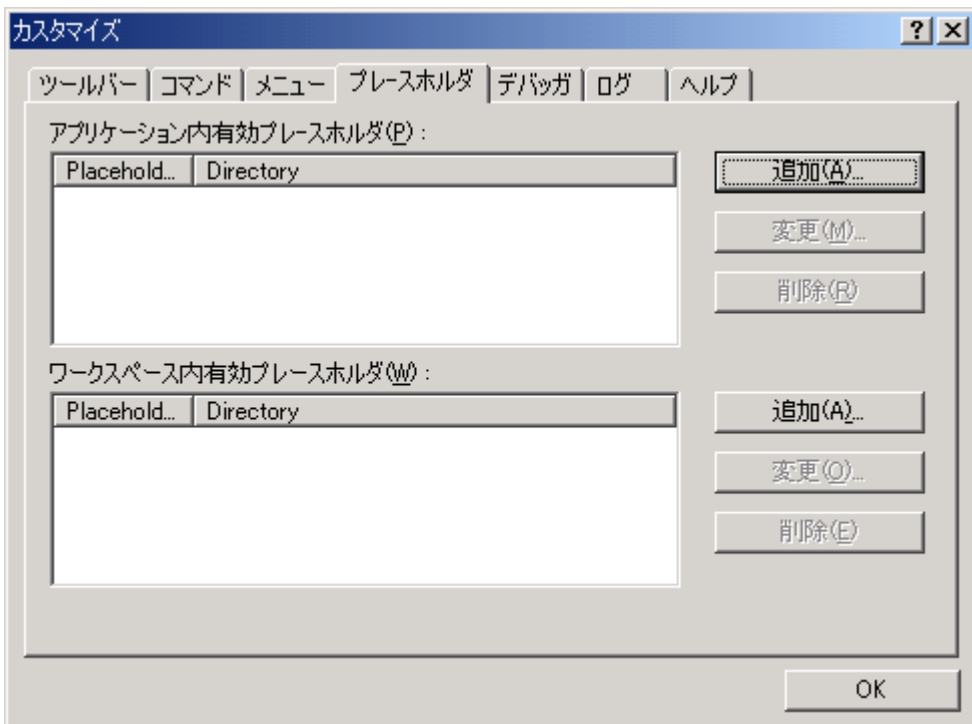 カスタマイズ
ツールバー コマンド メニュー プレースホルダ デバッガ ログ ヘルプ
アプリケーション内有効プレースホルダ(P) :
Placehold... Directory
追加(A)...
変更(M)...
削除(R)
ワークスペース内有効プレースホルダ(W) :
Placehold... Directory
追加(A)...
変更(O)...
削除(E)
OK